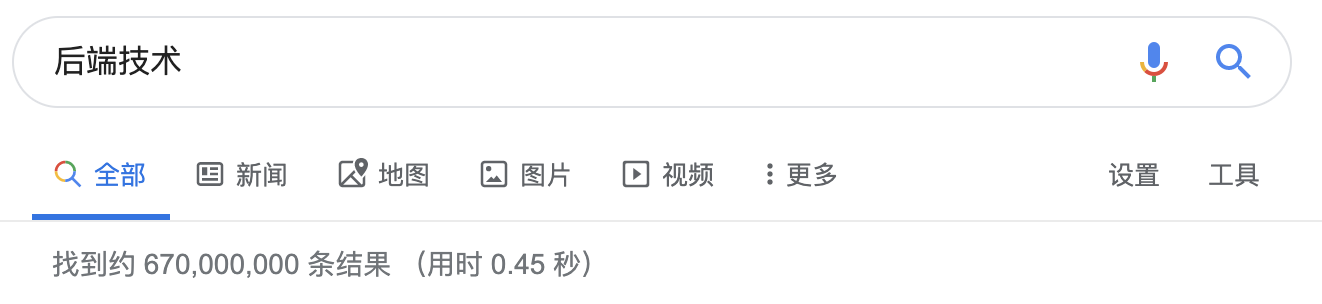 后端技术
全部 新闻 地图 图片 视频 更多 设置 工具
找到约 670,000,000 条结果 （用时 0.45 秒）